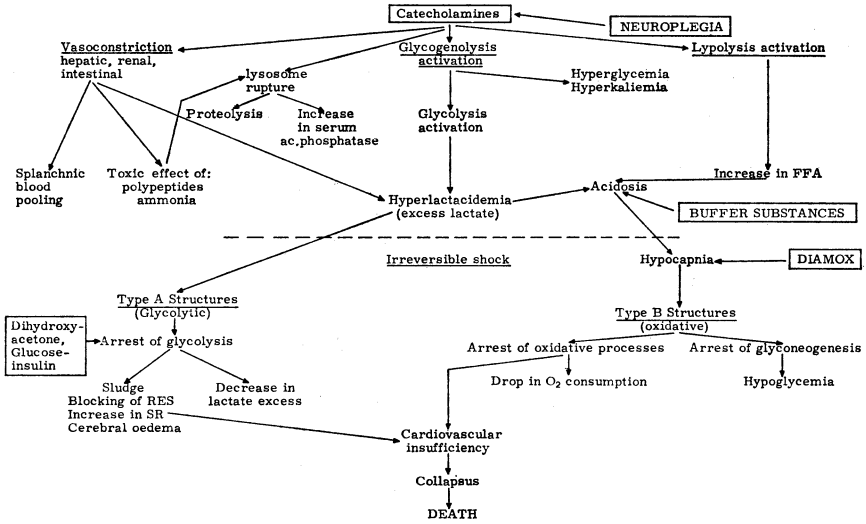 Catecholamines
NEUROPLEGIA
Vasoconstriction
hepatic, renal,
intestinal
Glycogenolysis
activation
Lypolysis activation
lysosome
rupture
Hyperglycemia
Hyperkaliemia
Proteolysis
Increase
in serum
ac.phosphatase
Glycolysis
activation
Splanchnic
blood
pooling
Toxic effect of:
polypeptides
ammonia
Increase in FFA
Acidosis
Hyperlactacidemia
(excess lactate)
BUFFER SUBSTANCES
Irreversible shock
Hypocapnia
DIAMOX
Type A Structures
(Glycolytic)
Type B Structures
(oxidative)
Dihydroxy-
acetone,
Glucose-
insulin
Arrest of glycolysis
Arrest of oxidative processes
Arrest of glyconeogenesis
Sludge
Blocking of RES
Increase in SR
Cerebral oedema
Decrease in
lactate excess
Drop in O₂ consumption
Hypoglycemia
Cardiovascular
insufficiency
Collapsus
DEATH